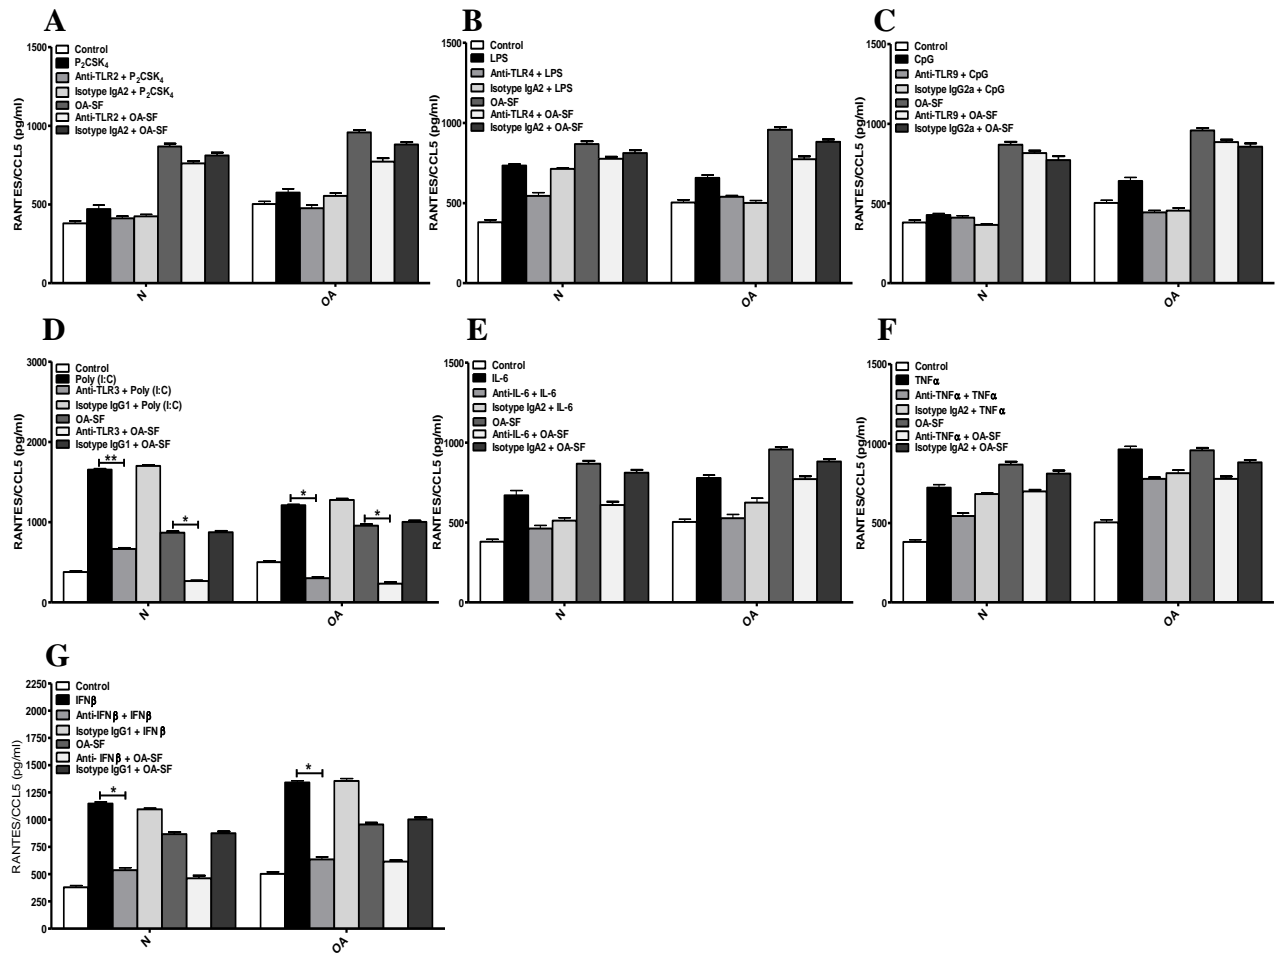 A
RANTES/CCL5 (pg/ml)
1500
1000
500
0
Control
P₂CSK₄
Anti-TLR2 + P₂CSK₄
Isotype IgA2 + P₂CSK₄
OA-SF
Anti-TLR2 + OA-SF
Isotype IgA2 + OA-SF
N
OA
B
RANTES/CCL5 (pg/ml)
1500
1000
500
0
Control
LPS
Anti-TLR4 + LPS
Isotype IgA2 + LPS
OA-SF
Anti-TLR4 + OA-SF
Isotype IgA2 + OA-SF
N
OA
C
RANTES/CCL5 (pg/ml)
1500
1000
500
0
Control
CpG
Anti-TLR9 + CpG
Isotype IgG2a + CpG
OA-SF
Anti-TLR9 + OA-SF
Isotype IgG2a + OA-SF
N
OA
D
RANTES/CCL5 (pg/ml)
3000
2000
1000
0
Control
Poly (I:C)
Anti-TLR3 + Poly (I:C)
Isotype IgG1 + Poly (I:C)
OA-SF
Anti-TLR3 + OA-SF
Isotype IgG1 + OA-SF
**
*
*
*
N
OA
E
RANTES/CCL5 (pg/ml)
1500
1000
500
0
Control
IL-6
Anti-IL-6 + IL-6
Isotype IgA2 + IL-6
OA-SF
Anti-IL-6 + OA-SF
Isotype IgA2 + OA-SF
N
OA
F
RANTES/CCL5 (pg/ml)
1500
1000
500
0
Control
TNFα
Anti-TNFα + TNFα
Isotype IgA2 + TNFα
OA-SF
Anti-TNFα + OA-SF
Isotype IgA2 + OA-SF
N
OA
G
RANTES/CCL5 (pg/ml)
2250
2000
1750
1500
1250
1000
750
500
250
0
Control
IFNβ
Anti-IFNβ + IFNβ
Isotype IgG1 + IFNβ
OA-SF
Anti- IFNβ + OA-SF
Isotype IgG1 + OA-SF
*
*
N
OA